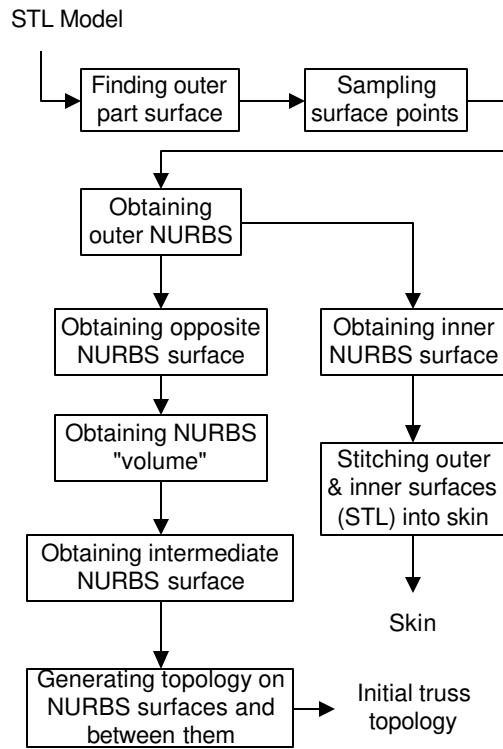 STL Model
Finding outer
part surface
Sampling
surface points
Obtaining
outer NURBS
Obtaining opposite
NURBS surface
Obtaining inner
NURBS surface
Obtaining NURBS
"volume"
Stitching outer
& inner surfaces
(STL) into skin
Obtaining intermediate
NURBS surface
Skin
Generating topology on
NURBS surfaces and
between them
Initial truss
topology